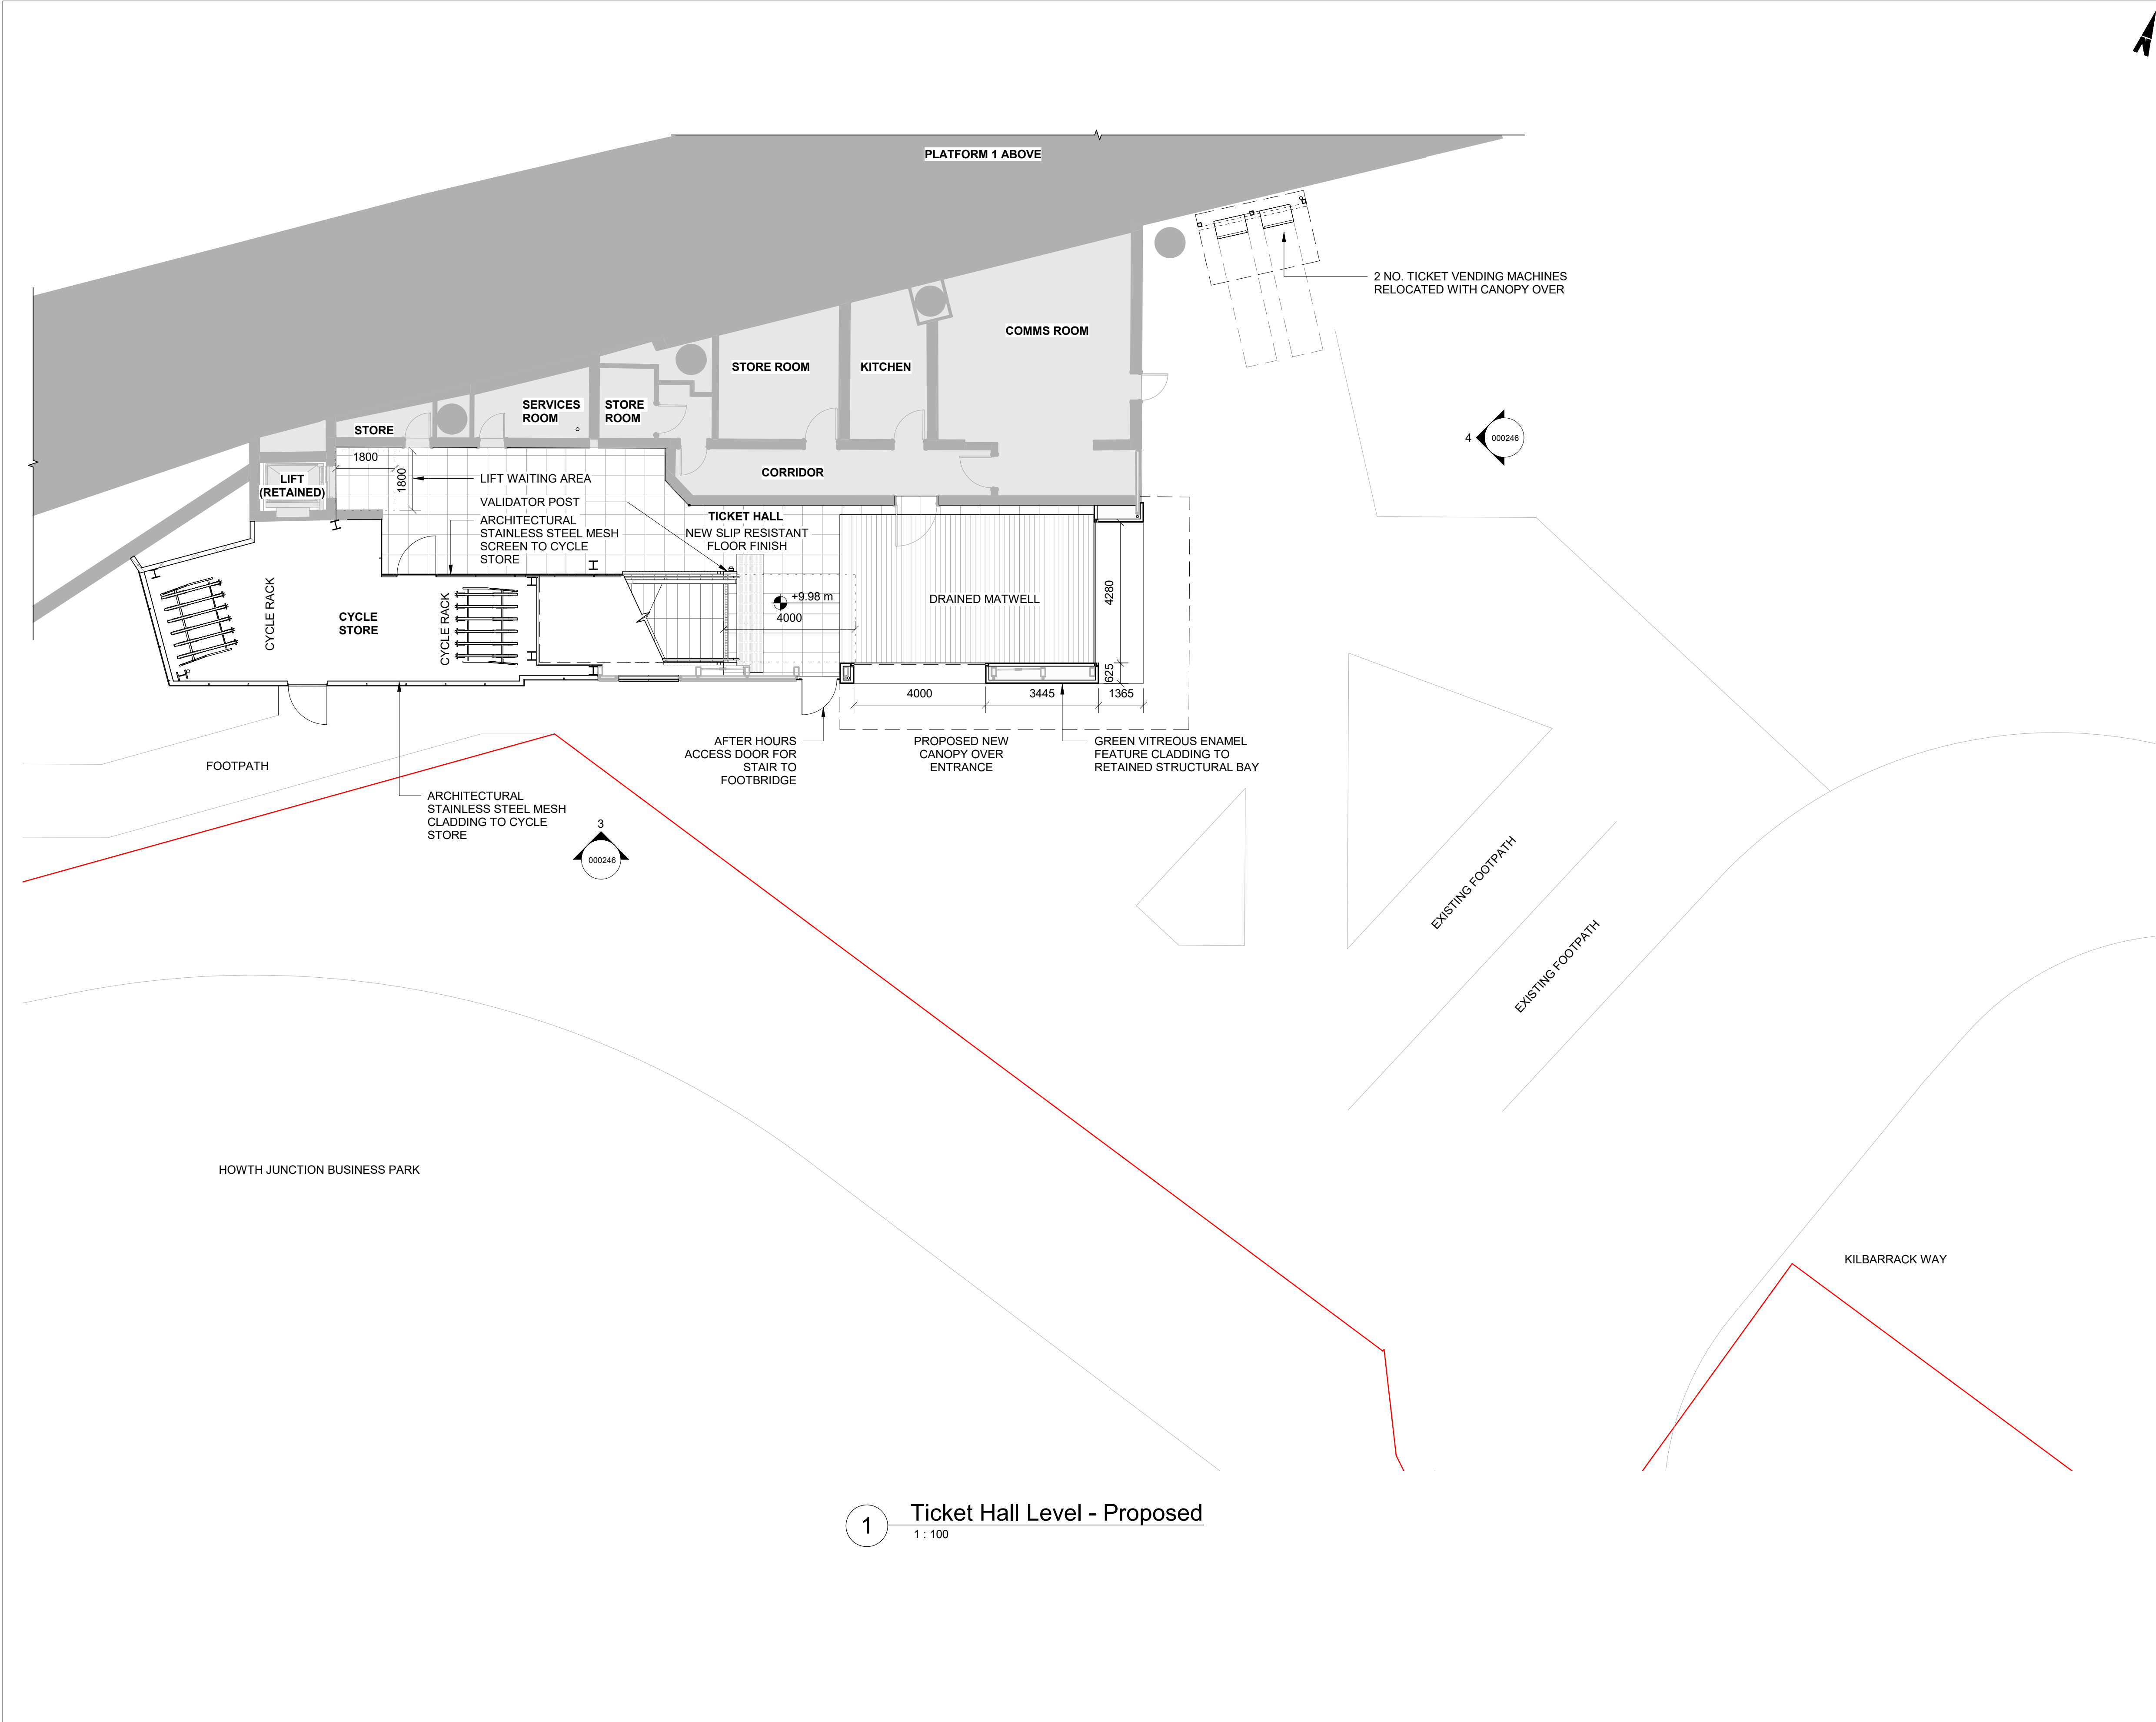 N
PLATFORM 1 ABOVE
2 NO. TICKET VENDING MACHINES
RELOCATED WITH CANOPY OVER
COMMS ROOM
STORE ROOM
KITCHEN
SERVICES
ROOM
STORE
ROOM
STORE
4
000246
1800
1800
LIFT
(RETAINED)
CORRIDOR
LIFT WAITING AREA
VALIDATOR POST
ARCHITECTURAL
STAINLESS STEEL MESH
SCREEN TO CYCLE
STORE
TICKET HALL
NEW SLIP RESISTANT
FLOOR FINISH
+9.98 m
4000
DRAINED MATWELL
4280
625
CYCLE RACK
CYCLE
STORE
CYCLE RACK
4000
3445
1365
AFTER HOURS
ACCESS DOOR FOR
STAIR TO
FOOTBRIDGE
PROPOSED NEW
CANOPY OVER
ENTRANCE
GREEN VITREOUS ENAMEL
FEATURE CLADDING TO
RETAINED STRUCTURAL BAY
FOOTPATH
ARCHITECTURAL
STAINLESS STEEL MESH
CLADDING TO CYCLE
STORE
3
000246
EXISTING FOOTPATH
EXISTING FOOTPATH
HOWTH JUNCTION BUSINESS PARK
KILBARRACK WAY
1
Ticket Hall Level - Proposed
1 : 100